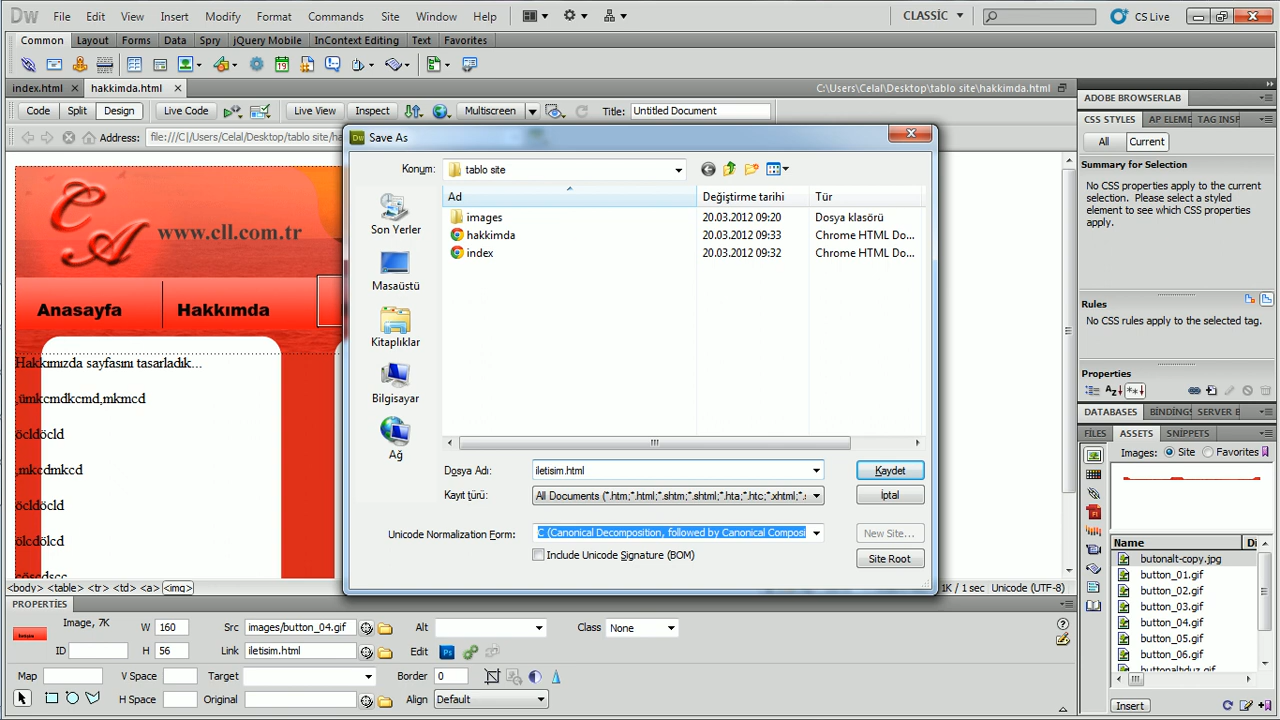 Dw File Edit View Insert Modify Format Commands Site Window Help CLASSIC CS Live
Common Layout Forms Data Spry jQuery Mobile InContext Editing Text Favorites
index.html hakkimda.html C:\Users\Celal\Desktop\tablo site\hakkimda.html
Code Split Design Live Code Live View Inspect Multiscreen Title: Untitled Document
Address: file:///C|/Users/Celal/Desktop/tablo site/ha
CA www.cll.com.tr
Anasayfa Hakkımda
Hakkımızda sayfasını tasarladık...
,ümkcmdkcmd,mkmcd
öcldöcld
,mkcdmkcd
öcldöcld
ölcdölcd
Save As
Konum: tablo site
Ad Değiştirme tarihi Tür
images 20.03.2012 09:20 Dosya klasörü
hakkimda 20.03.2012 09:33 Chrome HTML Do...
index 20.03.2012 09:32 Chrome HTML Do...
Son Yerler
Masaüstü
Kitaplıklar
Bilgisayar
Ağ
Dosya Adı: iletisim.html Kaydet
Kayıt türü: All Documents (*.htm;*.html;*.shtm;*.shtml;*.hta;*.htc;*.xhtml;*. İptal
Unicode Normalization Form: C (Canonical Decomposition, followed by Canonical Composi New Site...
Include Unicode Signature (BOM) Site Root
ADOBE BROWSERLAB
CSS STYLES AP ELEME TAG INSP
All Current
Summary for Selection
No CSS properties apply to the current
selection. Please select a styled
element to see which CSS properties
apply.
Rules
No CSS rules apply to the selected tag.
Properties
DATABASES BINDINGS SERVER B
FILES ASSETS SNIPPETS
Images: Site Favorites
Name Di
butonalt-copy.jpg
button_01.gif
button_02.gif
button_03.gif
button_04.gif
button_05.gif
button_06.gif
buttonaltduz.gif
Insert
<body> <table> <tr> <td> <a> <img> 1K / 1 sec Unicode (UTF-8)
PROPERTIES
Image, 7K W 160 Src images/button_04.gif Alt Class None
ID H 56 Link iletisim.html Edit Ps
Map V Space Target Border 0
H Space Original Align Default